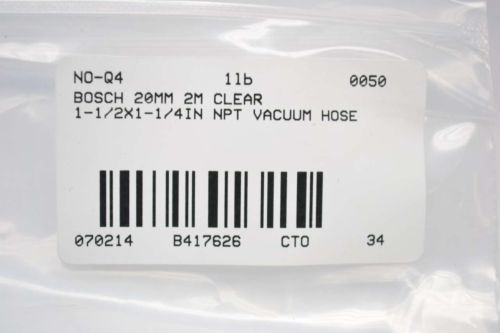 NO-Q4 1lb 0050
BOSCH 20MM 2M CLEAR
1-1/2X1-1/4IN NPT VACUUM HOSE
070214 B417626 CTO 34